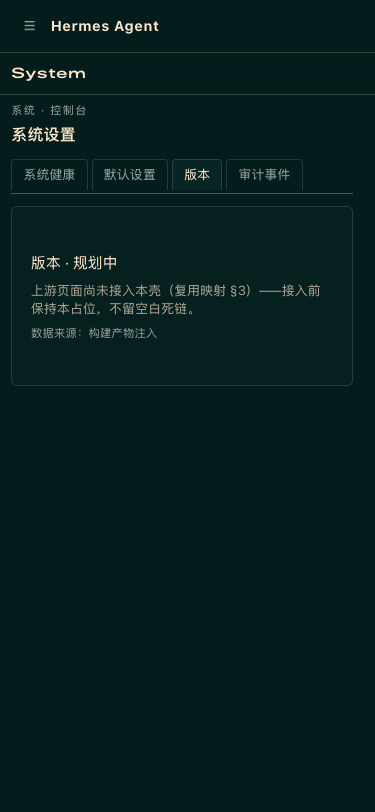 ☰ Hermes Agent
System
系统 · 控制台
系统设置
系统健康 默认设置 版本 审计事件
版本 · 规划中
上游页面尚未接入本亮（复用映射 §3）——接入前
保持本占位，不留空白死链。
数据来源：构建产物注入